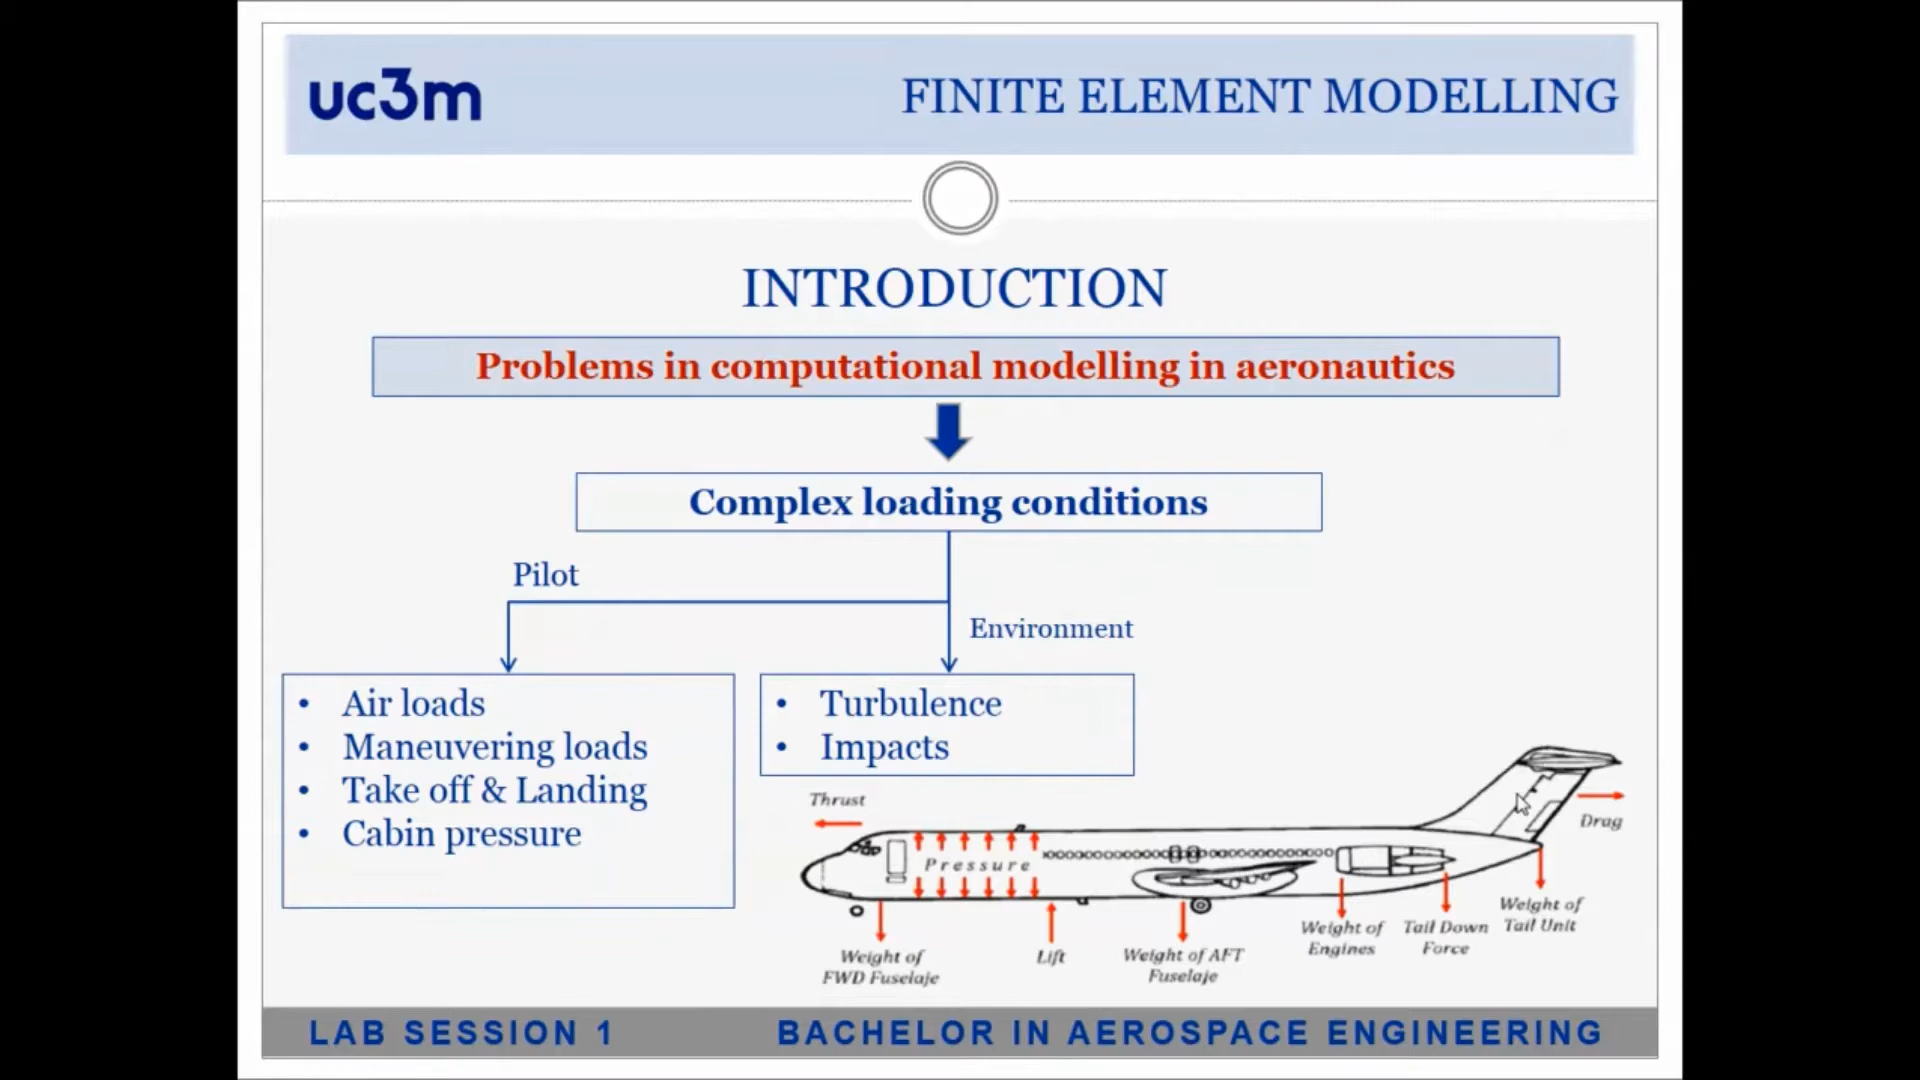 uc3m
FINITE ELEMENT MODELLING
INTRODUCTION
Problems in computational modelling in aeronautics
Complex loading conditions
Pilot
Environment
• Air loads
• Maneuvering loads
• Take off & Landing
• Cabin pressure
• Turbulence
• Impacts
Thrust
Pressure
Drag
Weight of
FWD Fuselaje
Lift
Weight of AFT
Fuselaje
Weight of
Engines
Tail Down
Force
Weight of
Tail Unit
LAB SESSION 1
BACHELOR IN AEROSPACE ENGINEERING